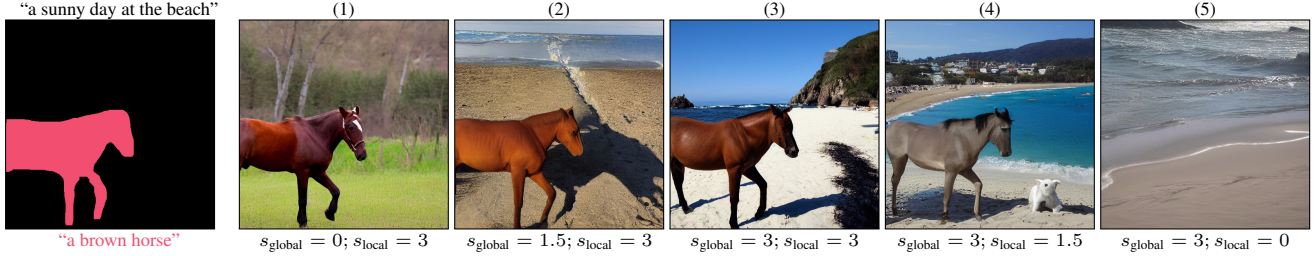 “a sunny day at the beach” (1) (2) (3) (4) (5)
“a brown horse” s_global = 0; s_local = 3 s_global = 1.5; s_local = 3 s_global = 3; s_local = 3 s_global = 3; s_local = 1.5 s_global = 3; s_local = 0